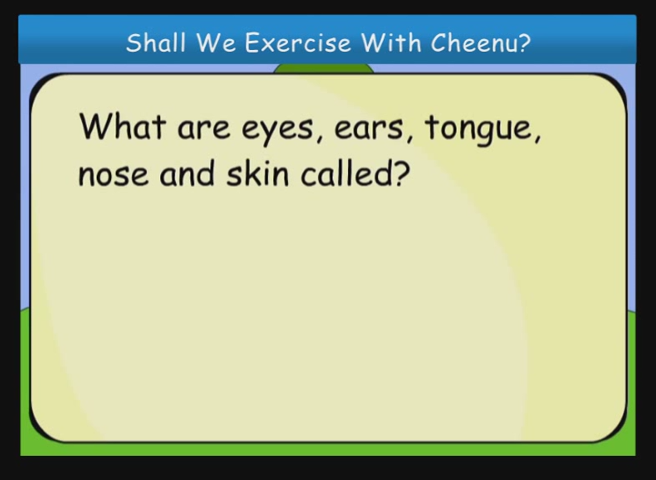 Shall We Exercise With Cheenu?
What are eyes, ears, tongue,
nose and skin called?